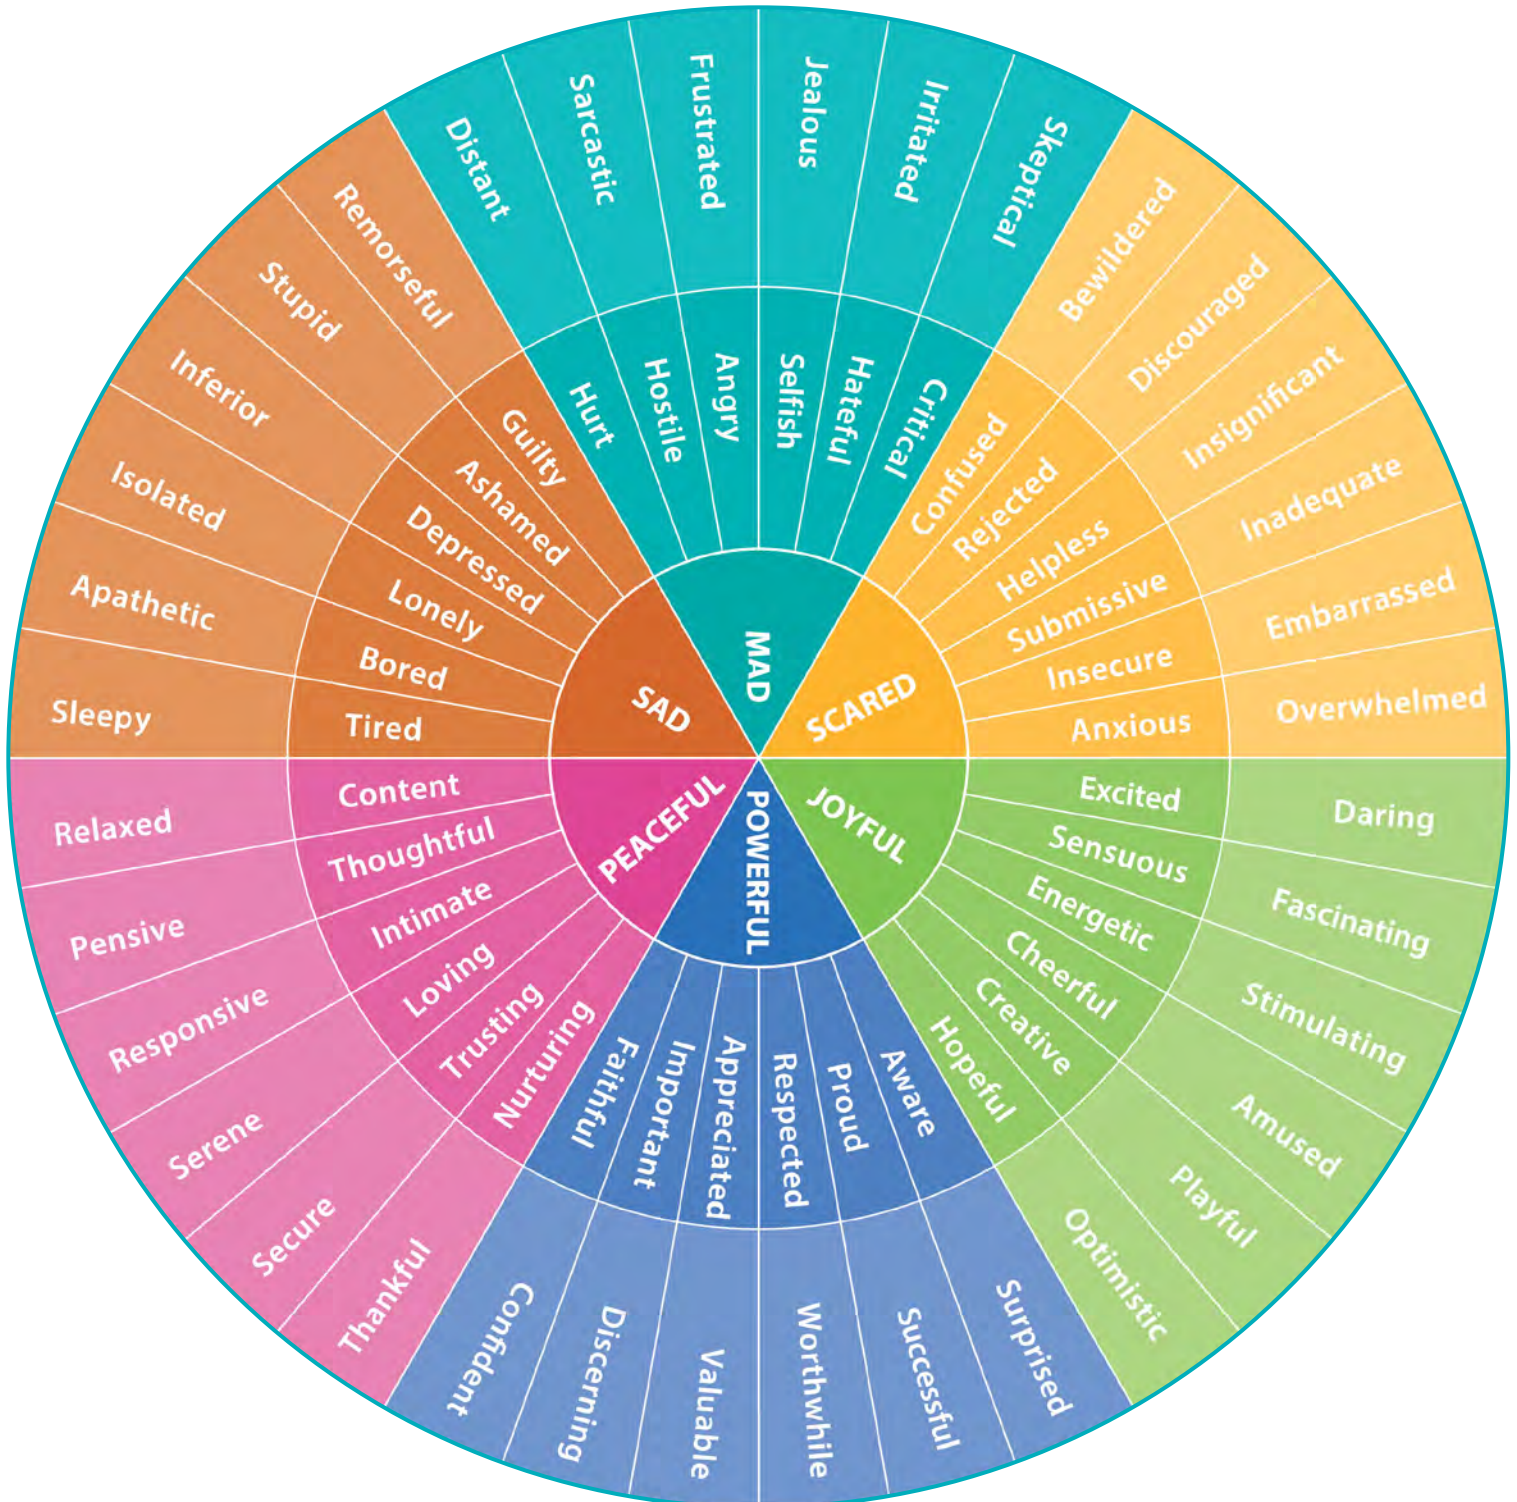 MAD
SCARED
JOYFUL
POWERFUL
PEACEFUL
SAD
Hurt
Hostile
Angry
Selfish
Hateful
Critical
Distant
Sarcastic
Frustrated
Jealous
Irritated
Skeptical
Confused
Rejected
Helpless
Submissive
Insecure
Anxious
Bewildered
Discouraged
Insignificant
Inadequate
Embarrassed
Overwhelmed
Excited
Sensuous
Energetic
Cheerful
Creative
Hopeful
Daring
Fascinating
Stimulating
Amused
Playful
Optimistic
Aware
Proud
Respected
Appreciated
Important
Faithful
Surprised
Successful
Worthwhile
Valuable
Discerning
Confident
Nurturing
Trusting
Loving
Intimate
Thoughtful
Content
Thankful
Secure
Serene
Responsive
Pensive
Relaxed
Tired
Bored
Lonely
Depressed
Ashamed
Guilty
Sleepy
Apathetic
Isolated
Inferior
Stupid
Remorseful